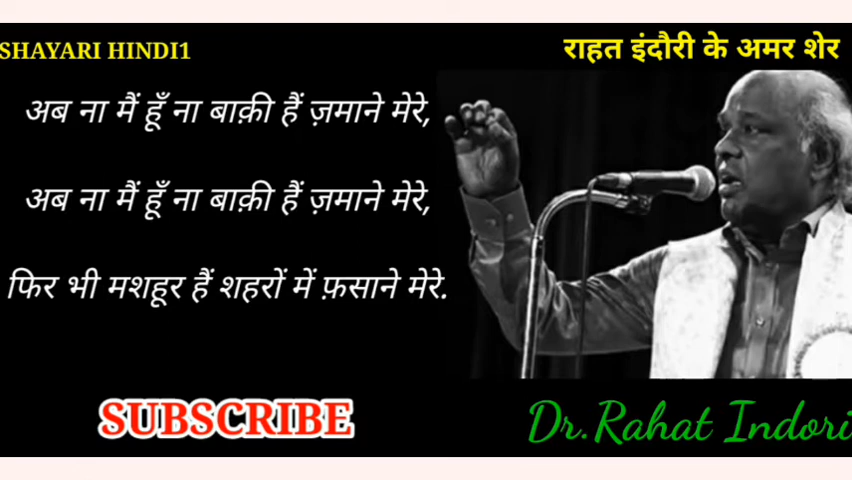 SHAYARI HINDI1
राहत इंदौरी के अमर शेर
अब ना मैं हूँ ना बाक़ी हैं ज़माने मेरे,
अब ना मैं हूँ ना बाक़ी हैं ज़माने मेरे,
फिर भी मशहूर हैं शहरों में फ़साने मेरे.
SUBSCRIBE
Dr.Rahat Indori